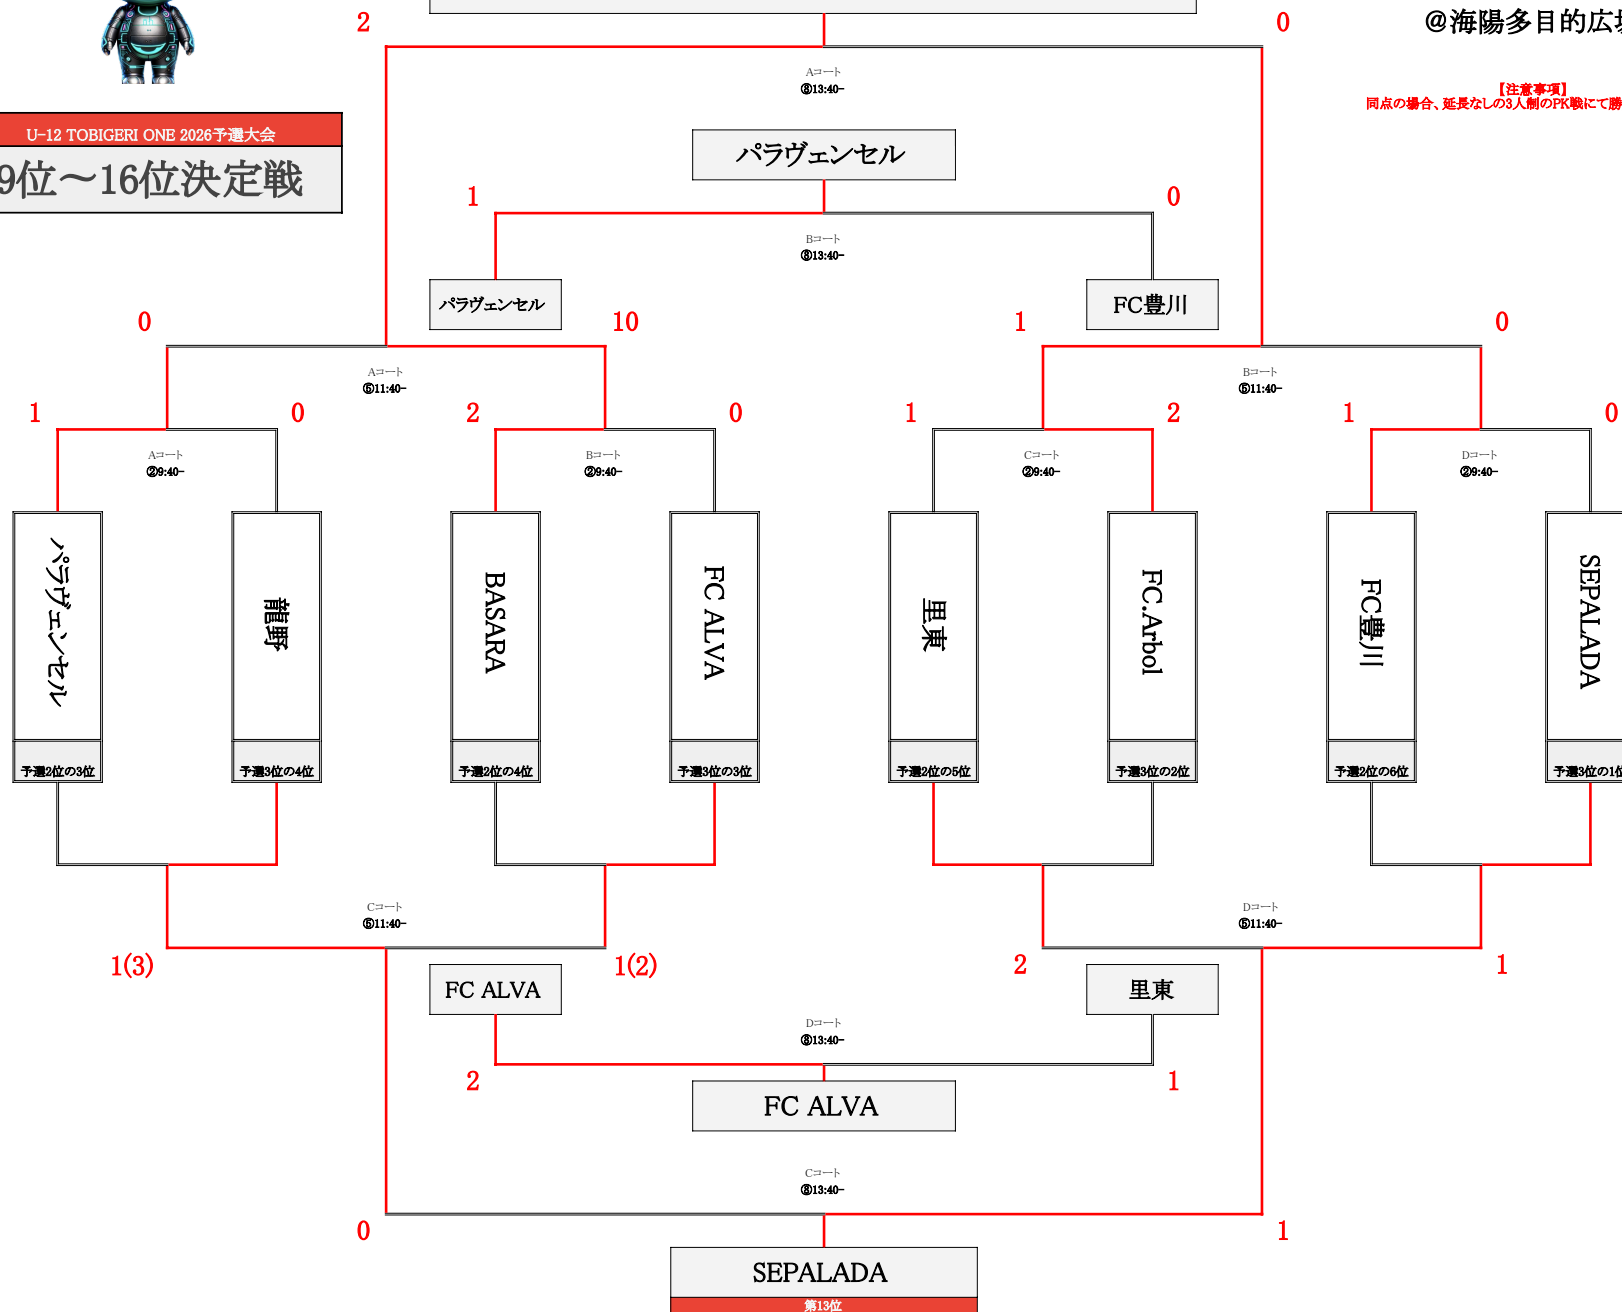 2
0
@海陽多目的広場
Aコート
⑧13:40-
【注意事項】
同点の場合、延長なしの3人制のPK戦にて勝
U-12 TOBIGERI ONE 2026予選大会
9位～16位決定戦
パラヴェンセル
1
0
Bコート
⑧13:40-
パラヴェンセル
FC豊川
0
10
1
0
Aコート
⑤11:40-
Bコート
⑤11:40-
1
0
2
0
1
2
1
0
Aコート
②9:40-
Bコート
②9:40-
Cコート
②9:40-
Dコート
②9:40-
パラヴェンセル
龍野
BASARA
FC ALVA
里東
FC.Arbol
FC豊川
SEPALADA
予選2位の3位
予選3位の4位
予選2位の4位
予選3位の3位
予選2位の5位
予選3位の2位
予選2位の6位
予選3位の1位
Cコート
⑤11:40-
Dコート
⑤11:40-
1(3)
1(2)
2
1
FC ALVA
里東
Dコート
⑧13:40-
2
1
FC ALVA
Cコート
⑧13:40-
0
1
SEPALADA
第13位